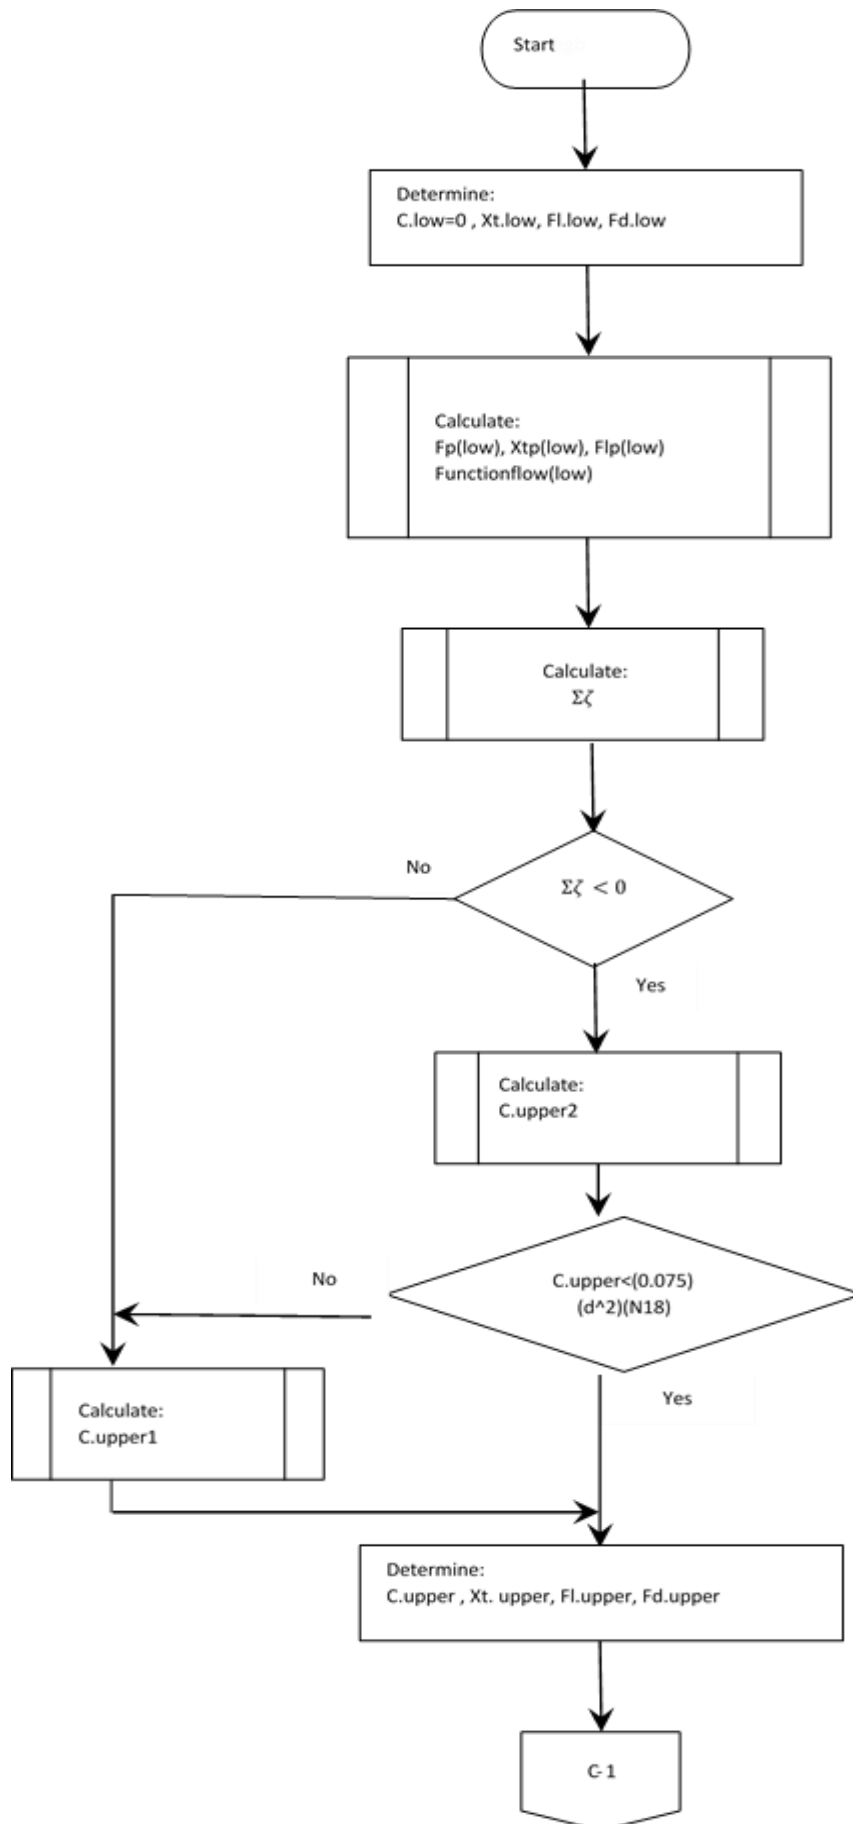 Start
Determine:
C.low=0 , Xt.low, Fl.low, Fd.low
Calculate:
Fp(low), Xtp(low), Flp(low)
Functionflow(low)
Calculate:
Σζ
No
Σζ < 0
Yes
Calculate:
C.upper2
No
C.upper<(0.075)
(d^2)(N18)
Yes
Calculate:
C.upper1
Determine:
C.upper , Xt. upper, Fl.upper, Fd.upper
C-1